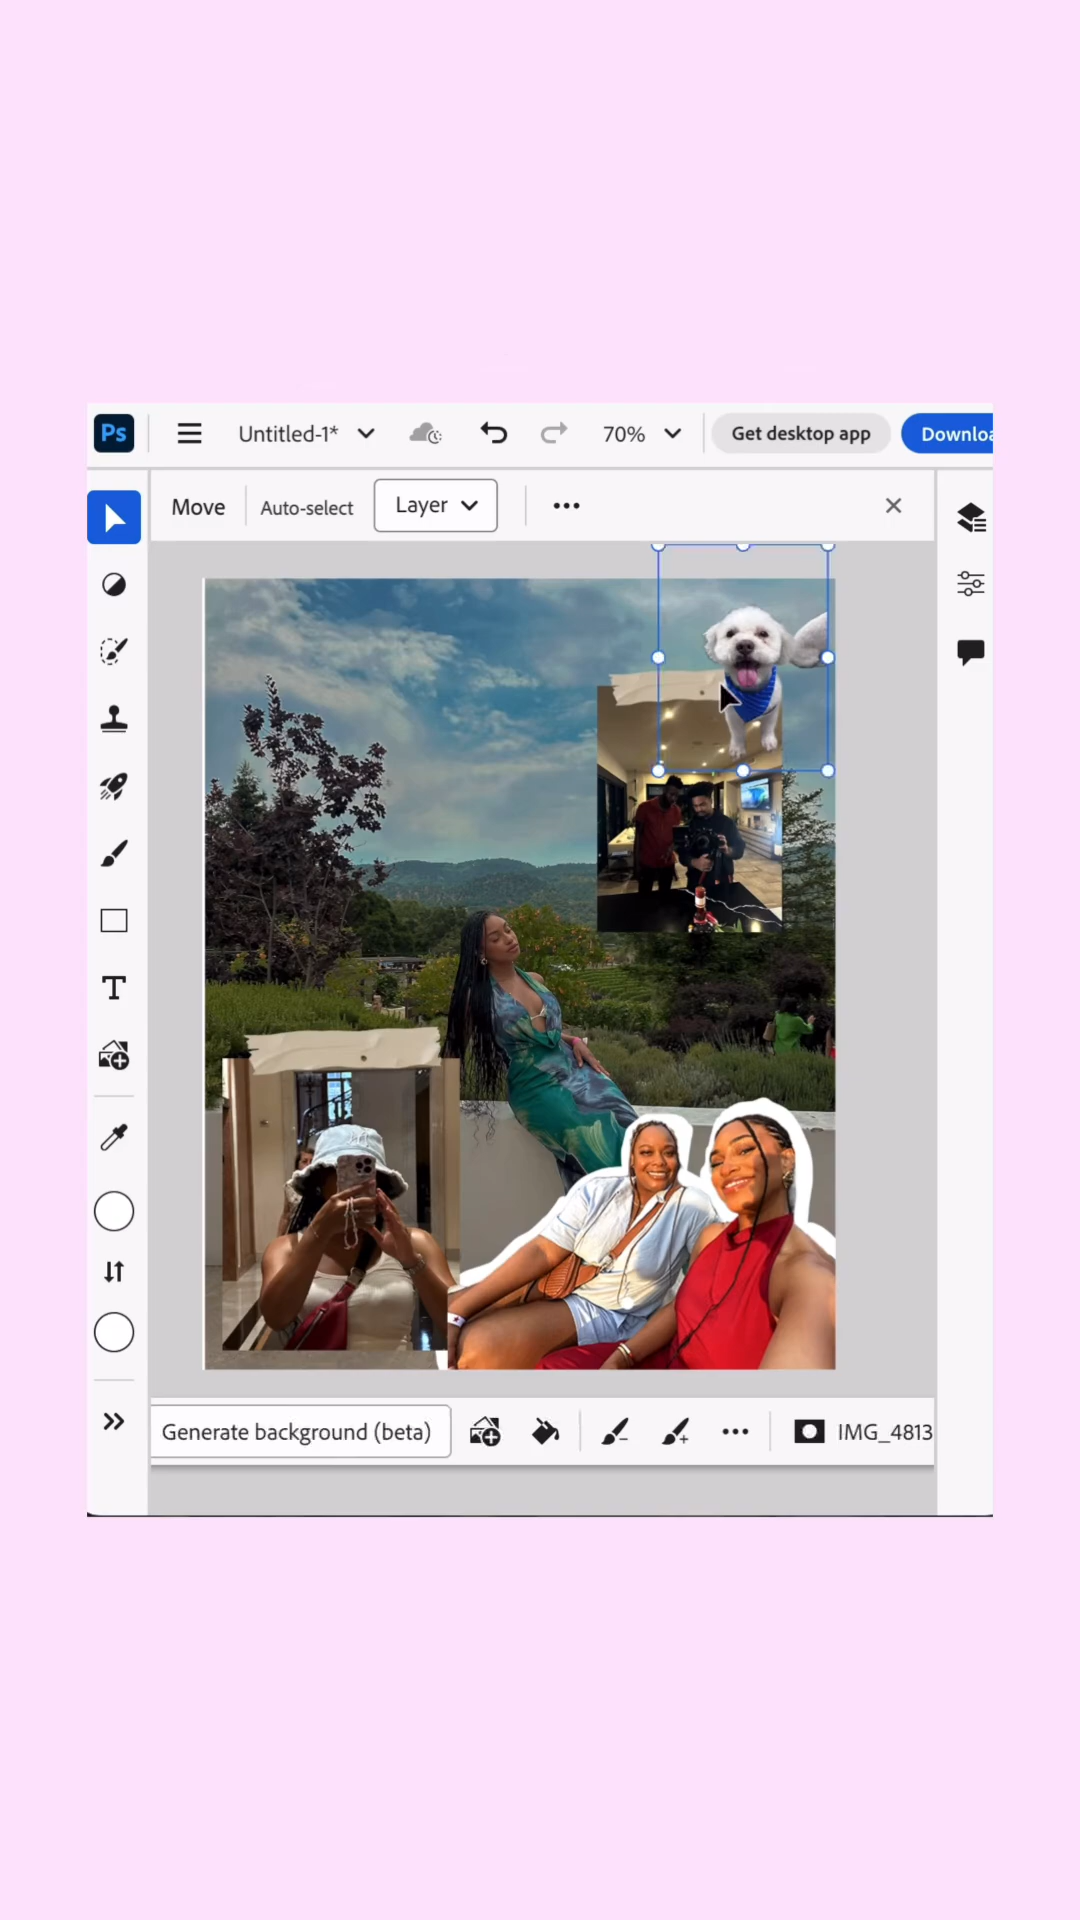 Ps
Untitled-1*
70%
Get desktop app
Downloa
Move
Auto-select
Layer
T
Generate background (beta)
IMG_4813